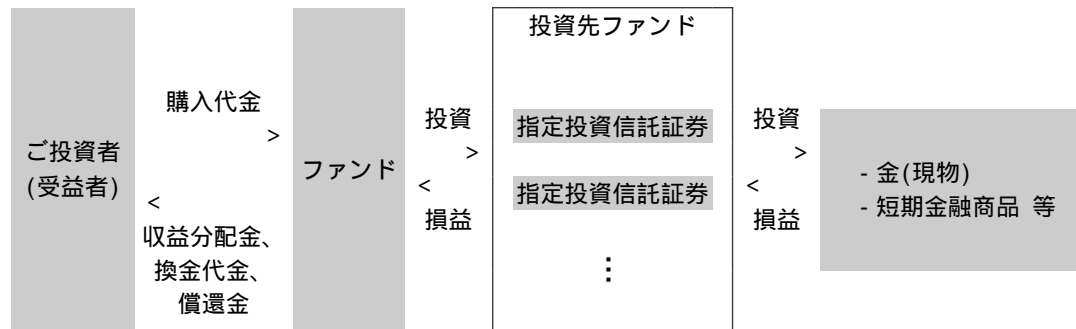 ご投資者
(受益者)
購入代金
>
<
収益分配金、
換金代金、
償還金
ファンド
投資
>
<
損益
投資先ファンド
指定投資信託証券
指定投資信託証券
⋮
投資
>
<
損益
- 金(現物)
- 短期金融商品 等